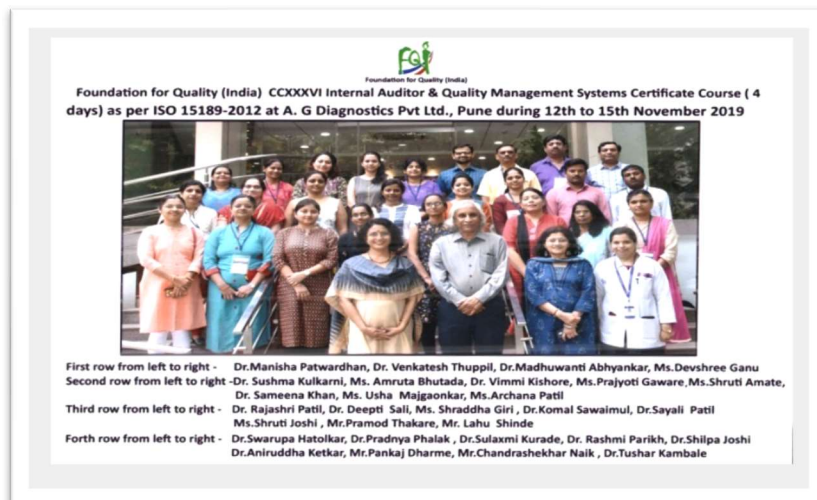 FQI
Foundation for Quality (India)
Foundation for Quality (India) CCXXXVI Internal Auditor & Quality Management Systems Certificate Course ( 4
days) as per ISO 15189-2012 at A. G Diagnostics Pvt Ltd., Pune during 12th to 15th November 2019
First row from left to right - Dr.Manisha Patwardhan, Dr. Venkatesh Thuppil, Dr.Madhuwanti Abhyankar, Ms.Devshree Ganu
Second row from left to right -Dr. Sushma Kulkarni, Ms. Amruta Bhutada, Dr. Vimmi Kishore, Ms.Prajyoti Gaware,Ms.Shruti Amate,
Dr. Sameena Khan, Ms. Usha Majgaonkar, Ms.Archana Patil
Third row from left to right - Dr. Rajashri Patil, Dr. Deepti Sali, Ms. Shraddha Giri , Dr.Komal Sawaimul, Dr.Sayali Patil
Ms.Shruti Joshi , Mr.Pramod Thakare, Mr. Lahu Shinde
Forth row from left to right - Dr.Swarupa Hatolkar, Dr.Pradnya Phalak , Dr.Sulaxmi Kurade, Dr. Rashmi Parikh, Dr.Shilpa Joshi
Dr.Aniruddha Ketkar, Mr.Pankaj Dharme, Mr.Chandrashekhar Naik , Dr.Tushar Kambale